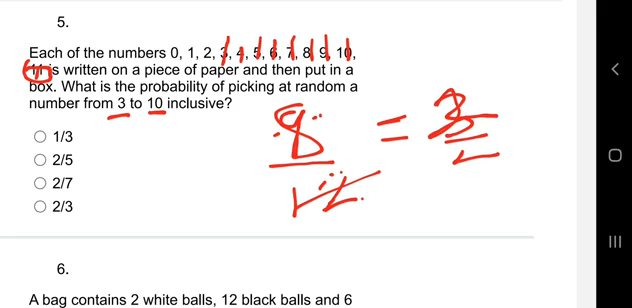 5.
Each of the numbers 0, 1, 2, 3, 4, 5, 6, 7, 8, 9, 10,
11 is written on a piece of paper and then put in a
box. What is the probability of picking at random a
number from 3 to 10 inclusive?
8/12 =
1/3
2/5
2/7
2/3
6.
A bag contains 2 white balls, 12 black balls and 6